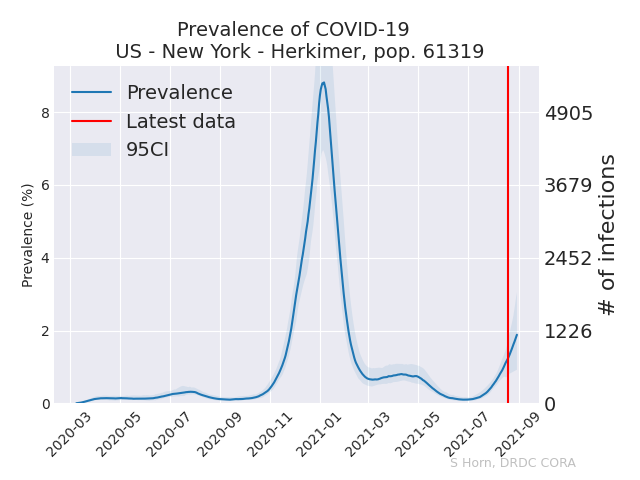 Prevalence of COVID-19
US - New York - Herkimer, pop. 61319
Prevalence
Latest data
95CI
Prevalence (%)
8
6
4
2
0
4905
3679
2452
1226
0
# of infections
2020-03
2020-05
2020-07
2020-09
2020-11
2021-01
2021-03
2021-05
2021-07
2021-09
S Horn, DRDC CORA